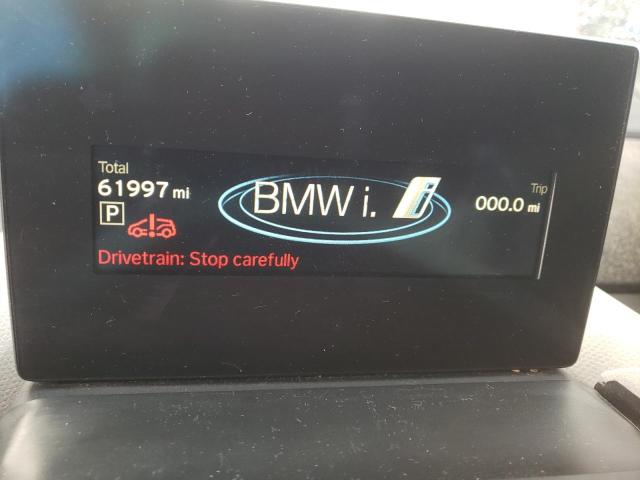 Total
61997 mi
P
BMW i.
Trip
000.0 mi
Drivetrain: Stop carefully